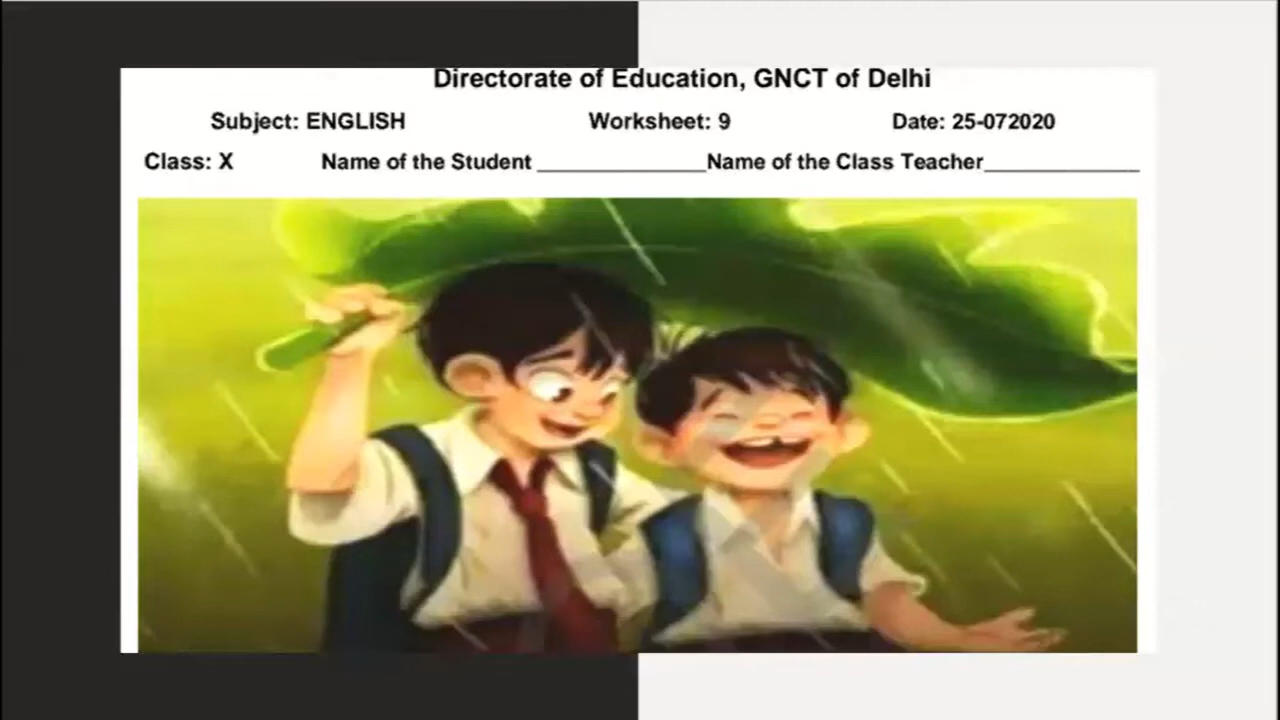 Directorate of Education, GNCT of Delhi
Subject: ENGLISH Worksheet: 9 Date: 25-072020
Class: X Name of the Student ______________Name of the Class Teacher_____________